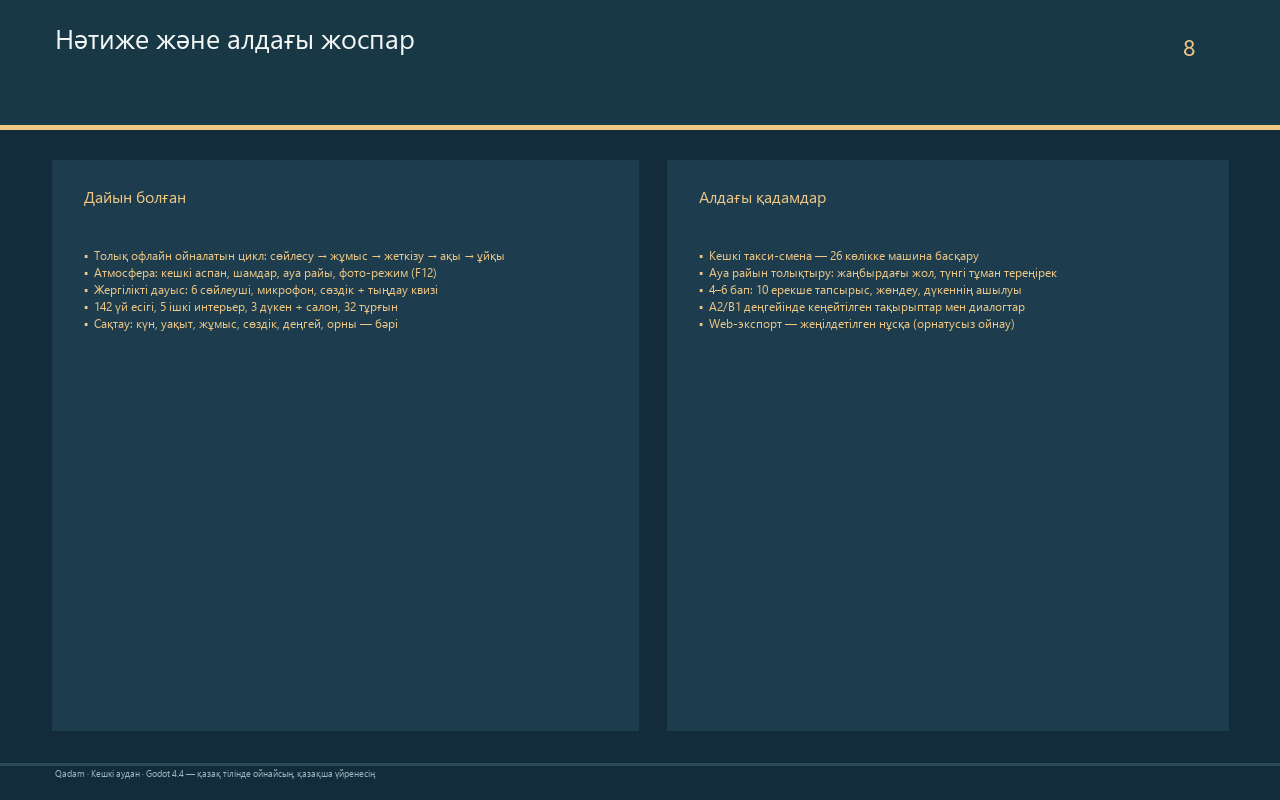 Нәтиже және алдағы жоспар
8
Дайын болған
▪ Толық офлайн ойналатын цикл: сөйлесу → жұмыс → жеткізу → ақы → ұйқы
▪ Атмосфера: кешкі аспан, шамдар, ауа райы, фото-режим (F12)
▪ Жергілікті дауыс: 6 сөйлеуші, микрофон, сөздік + тыңдау квизі
▪ 142 үй есігі, 5 ішкі интерьер, 3 дүкен + салон, 32 тұрғын
▪ Сақтау: күн, уақыт, жұмыс, сөздік, деңгей, орны — бәрі
Алдағы қадамдар
▪ Кешкі такси-смена — 26 көлікке машина басқару
▪ Ауа райын толықтыру: жаңбырдағы жол, түнгі тұман тереңірек
▪ 4–6 бап: 10 ерекше тапсырыс, жөндеу, дүкеннің ашылуы
▪ A2/B1 деңгейінде кеңейтілген тақырыптар мен диалогтар
▪ Web-экспорт — жеңілдетілген нұсқа (орнатусыз ойнау)
Qadam · Кешкі аудан · Godot 4.4 — қазақ тілінде ойнайсың, қазақша үйренесің